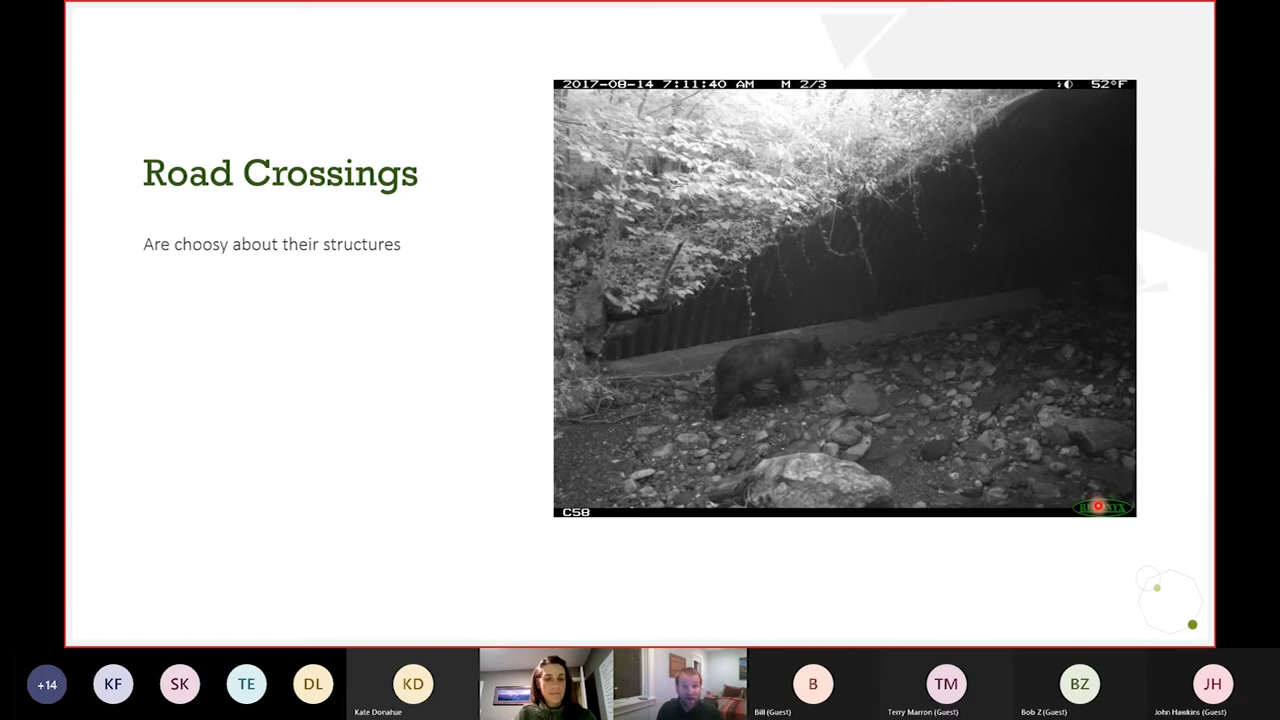 2017-08-14 7:11:40 AM M 2/3 52°F
Road Crossings
Are choosy about their structures
C58
+14
KF
SK
TE
DL
KD
B
TM
BZ
JH
Kate Donahue
Bill (Guest)
Terry Marron (Guest)
Bob Z (Guest)
John Hawkins (Guest)